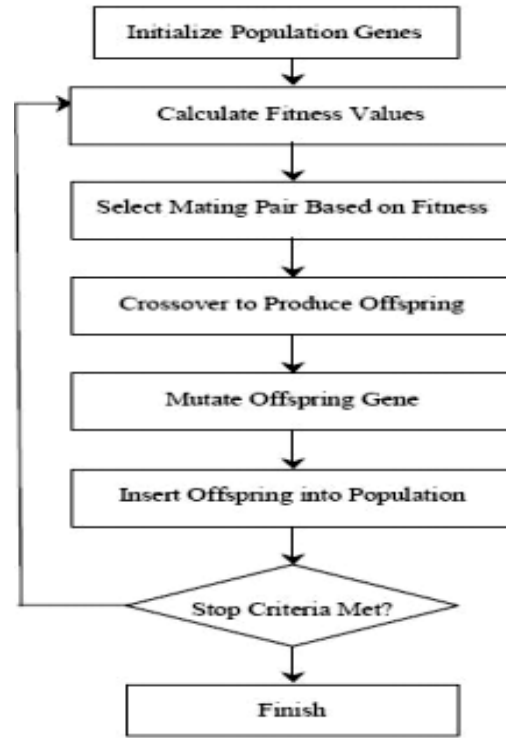 Initialize Population Genes
Calculate Fitness Values
Select Mating Pair Based on Fitness
Crossover to Produce Offspring
Mutate Offspring Gene
Insert Offspring into Population
Stop Criteria Met?
Finish